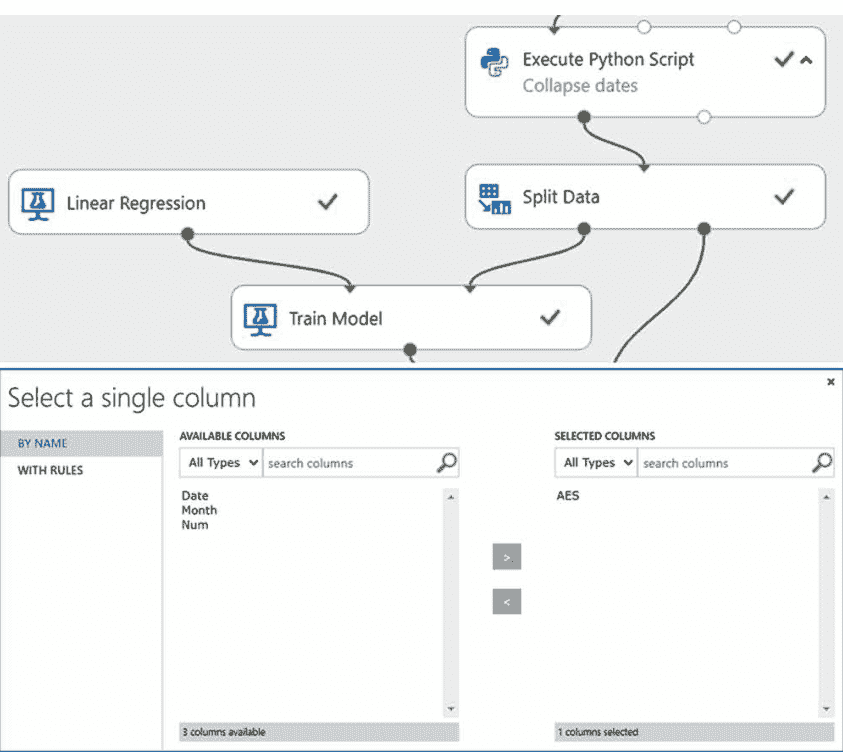 Execute Python Script
Collapse dates
Linear Regression
Split Data
Train Model
Select a single column
BY NAME
WITH RULES
AVAILABLE COLUMNS
All Types search columns
Date
Month
Num
3 columns available
>
<
SELECTED COLUMNS
All Types search columns
AES
1 columns selected